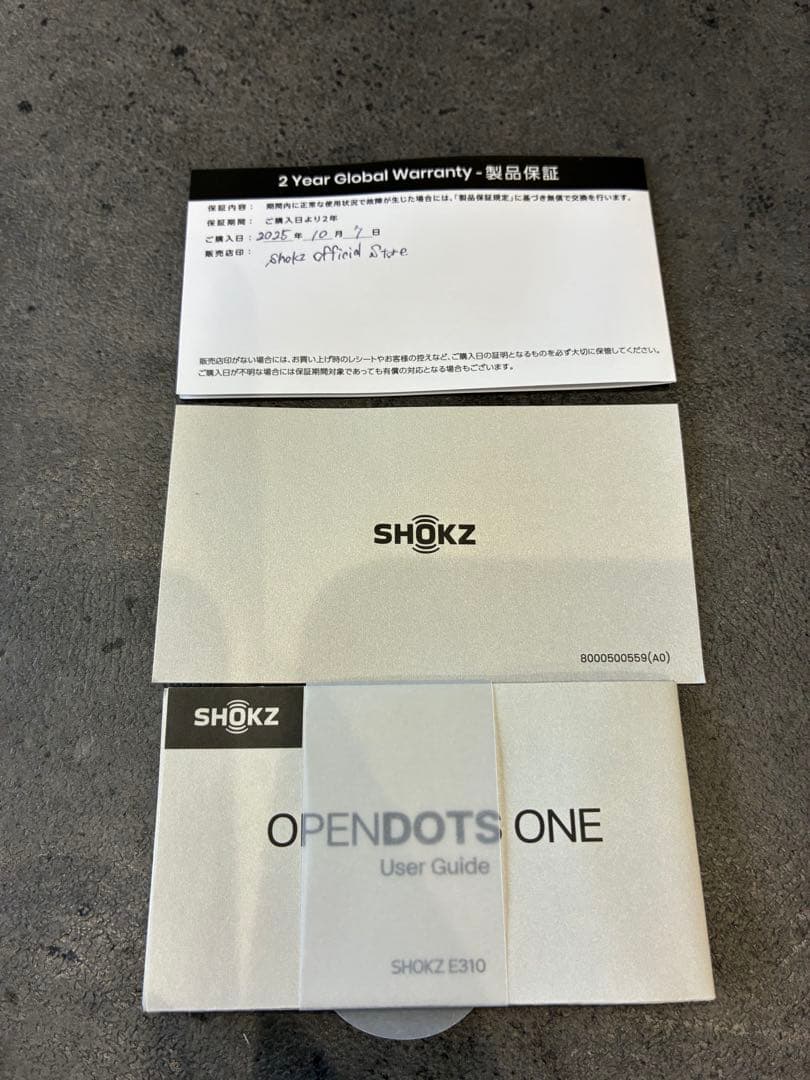 2 Year Global Warranty - 製品保証
保証内容： 期間内に正常な使用状況で故障が生じた場合には、「製品保証規定」に基づき無償で交換を行います。
保証期間： ご購入日より2年
ご購入日： 2025 年 10 月 7 日
販売店印： Shokz Official Store
販売店印がない場合には、お買い上げ時のレシートやお客様の控えなど、ご購入日の証明となるものを必ず大切に保管してください。
ご購入日が不明な場合には保証期間対象であっても有償の対応となる場合もございます。
SHOKZ
8000500559(A0)
SHOKZ
OPENDOTS ONE
User Guide
SHOKZ E310